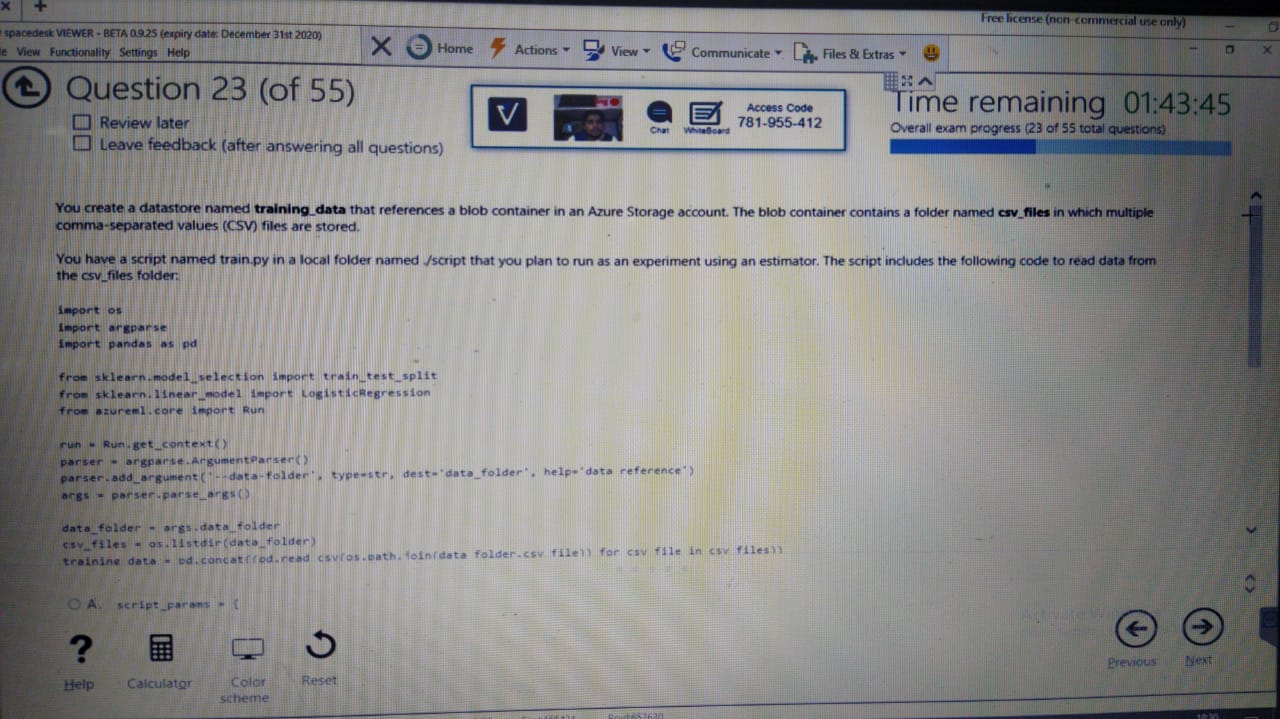 Free license (non-commercial use only)
spacedesk VIEWER - BETA 0.9.25 (expiry date: December 31st 2020)
View Functionality Settings Help
Home Actions View Communicate Files & Extras
Question 23 (of 55)
Review later
Leave feedback (after answering all questions)
V
Chat
WhiteBoard
Access Code
781-955-412
Time remaining 01:43:45
Overall exam progress (23 of 55 total questions)
You create a datastore named training_data that references a blob container in an Azure Storage account. The blob container contains a folder named csv_files in which multiple
comma-separated values (CSV) files are stored.
You have a script named train.py in a local folder named ./script that you plan to run as an experiment using an estimator. The script includes the following code to read data from
the csv_files folder:
import os
import argparse
import pandas as pd
from sklearn.model_selection import train_test_split
from sklearn.linear_model import LogisticRegression
from azureml.core import Run
run = Run.get_context()
parser = argparse.ArgumentParser()
parser.add_argument('--data-folder', type=str, dest='data_folder', help='data reference')
args = parser.parse_args()
data_folder = args.data_folder
csv_files = os.listdir(data_folder)
training_data = pd.concat((pd.read_csv(os.path.join(data_folder,csv_file)) for csv_file in csv_files))
A. script_params = {
Help
Calculator
Color
scheme
Reset
Previous
Next